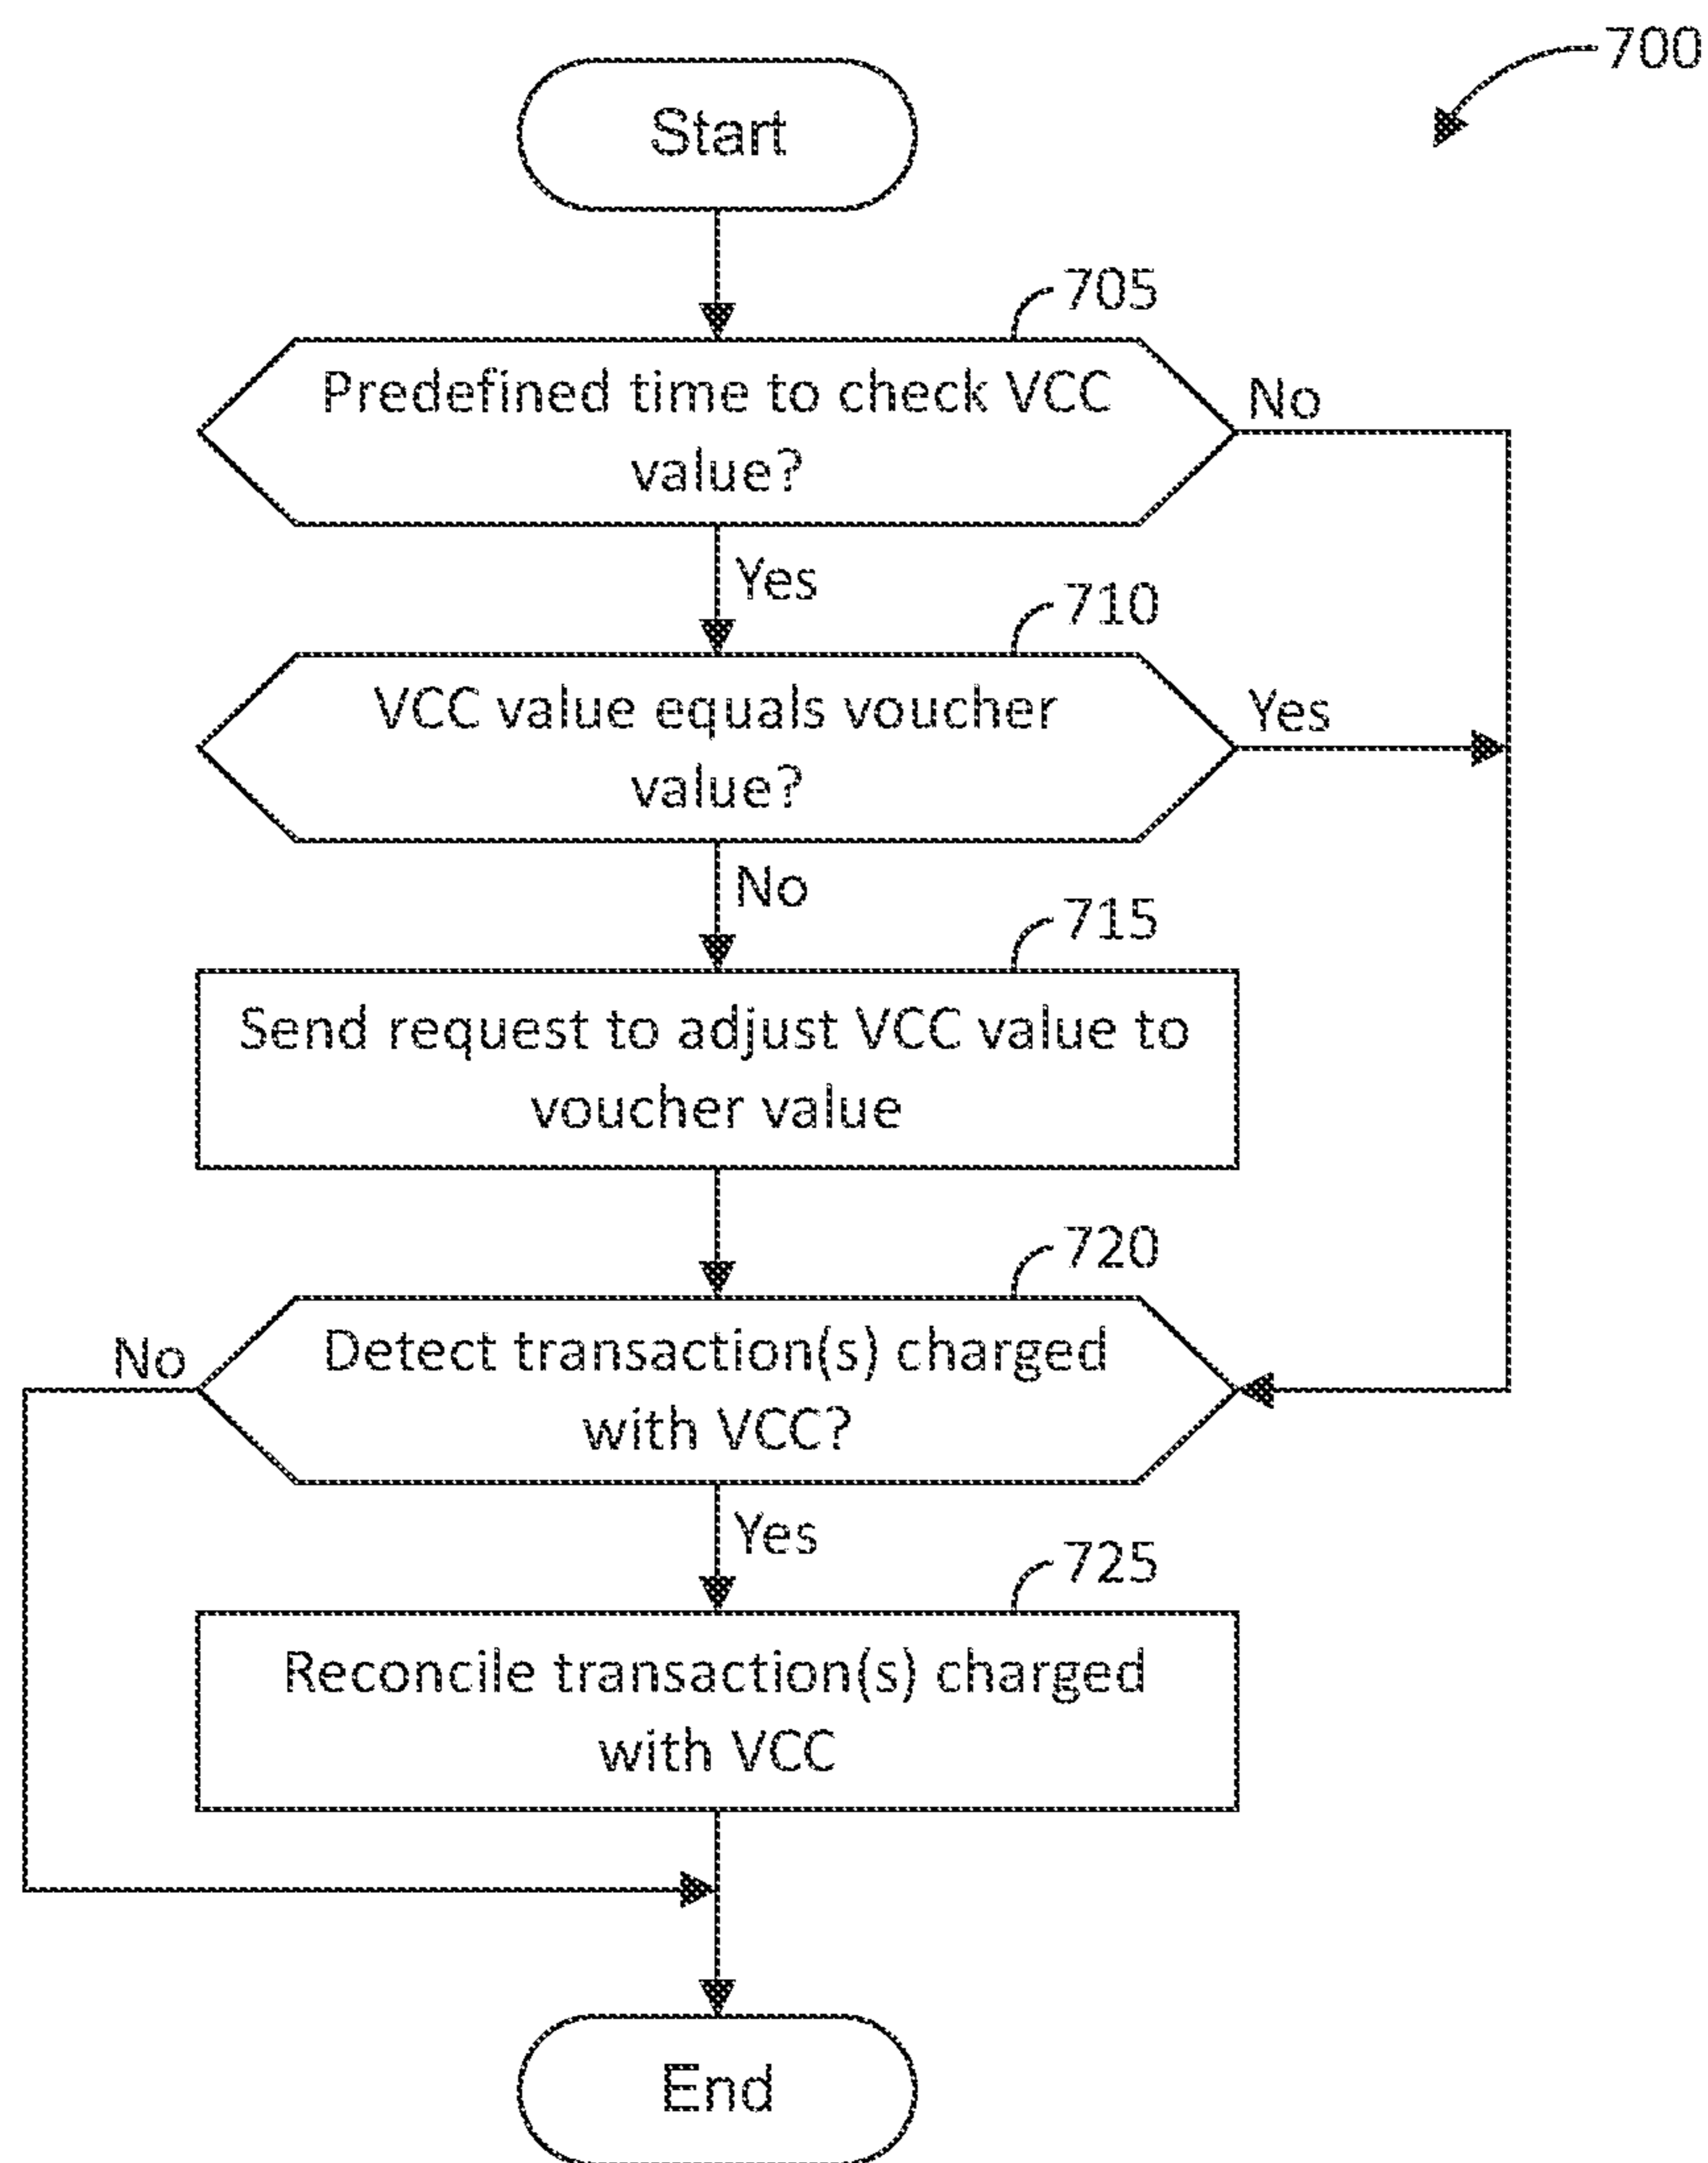 700
Start
705
Predefined time to check VCC
value?
No
Yes
710
VCC value equals voucher
value?
Yes
No
715
Send request to adjust VCC value to
voucher value
720
No
Detect transaction(s) charged
with VCC?
Yes
725
Reconcile transaction(s) charged
with VCC
End